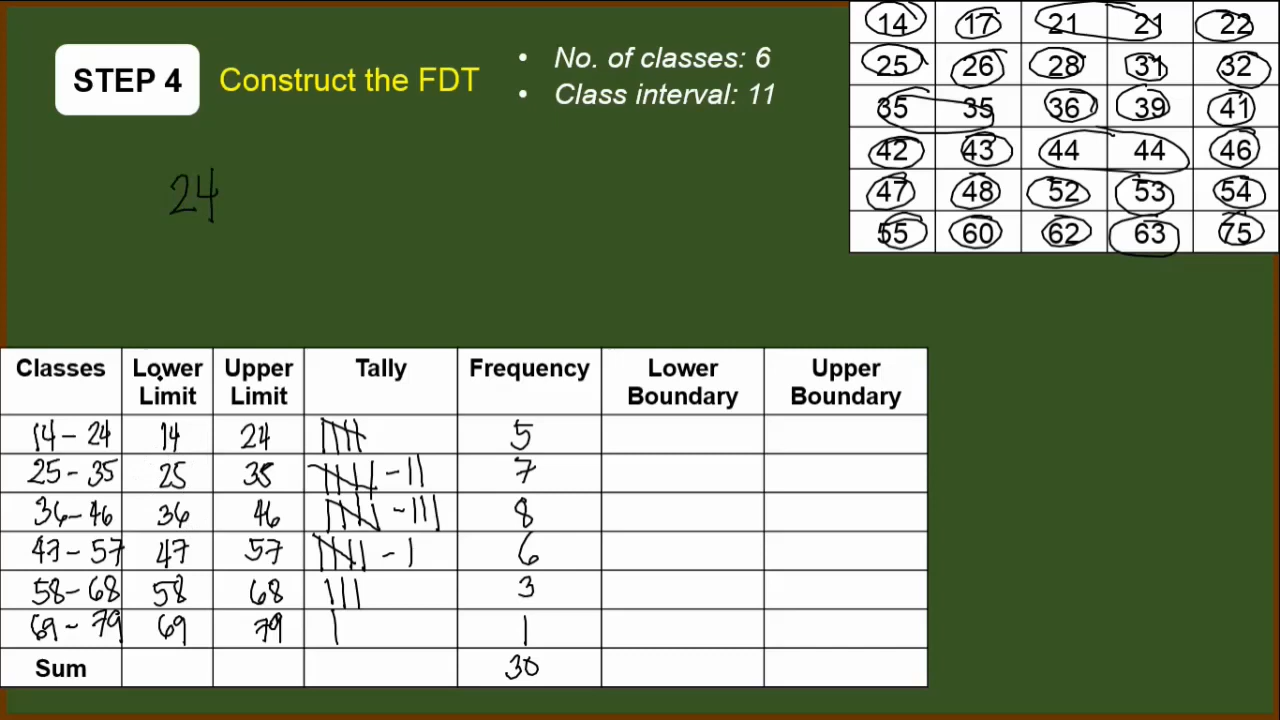 STEP 4 Construct the FDT
• No. of classes: 6
• Class interval: 11
14 17 21 21 22
25 26 28 31 32
35 35 36 39 41
42 43 44 44 46
47 48 52 53 54
55 60 62 63 75
24
Classes Lower Limit Upper Limit Tally Frequency Lower Boundary Upper Boundary
14 - 24 14 24 5
25 - 35 25 35 7
36 - 46 36 46 8
47 - 57 47 57 6
58 - 68 58 68 3
69 - 79 69 79 1
Sum 30